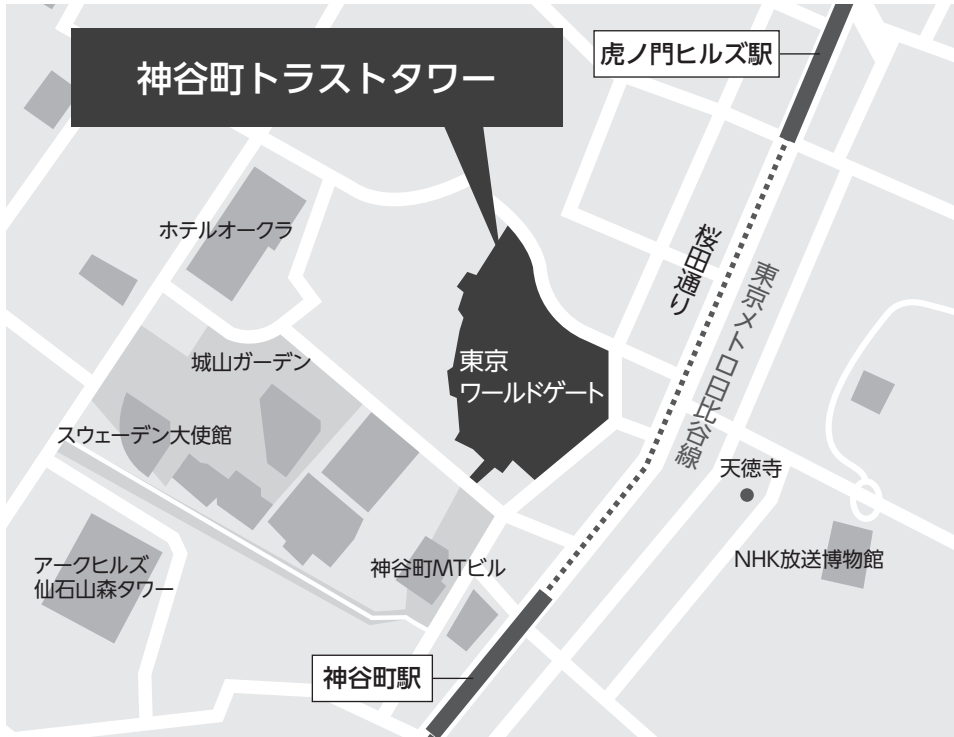 虎ノ門ヒルズ駅
神谷町トラストタワー
ホテルオークラ
桜田通り
東京メトロ日比谷線
城山ガーデン
東京
ワールドゲート
スウェーデン大使館
天徳寺
アークヒルズ
仙石山森タワー
神谷町MTビル
NHK放送博物館
神谷町駅